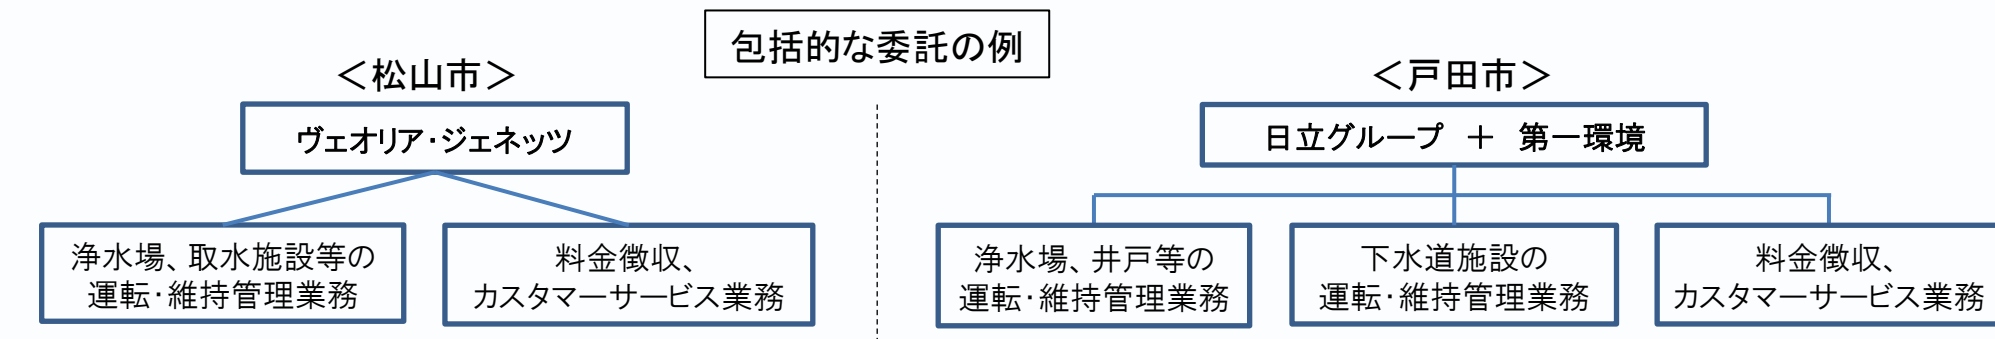 包括的な委託の例
＜松山市＞
ヴェオリア・ジェネッツ
浄水場、取水施設等の
運転・維持管理業務
料金徴収、
カスタマーサービス業務
＜戸田市＞
日立グループ　＋　第一環境
浄水場、井戸等の
運転・維持管理業務
下水道施設の
運転・維持管理業務
料金徴収、
カスタマーサービス業務